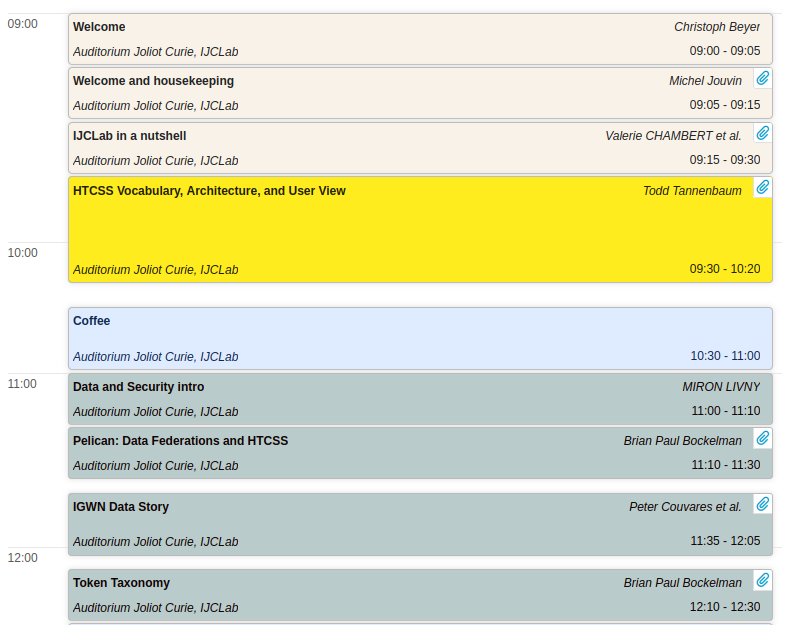 09:00
Welcome Christoph Beyer
Auditorium Joliot Curie, IJCLab 09:00 - 09:05
Welcome and housekeeping Michel Jouvin
Auditorium Joliot Curie, IJCLab 09:05 - 09:15
IJCLab in a nutshell Valerie CHAMBERT et al.
Auditorium Joliot Curie, IJCLab 09:15 - 09:30
HTCSS Vocabulary, Architecture, and User View Todd Tannenbaum
10:00
Auditorium Joliot Curie, IJCLab 09:30 - 10:20
Coffee
Auditorium Joliot Curie, IJCLab 10:30 - 11:00
11:00
Data and Security intro MIRON LIVNY
Auditorium Joliot Curie, IJCLab 11:00 - 11:10
Pelican: Data Federations and HTCSS Brian Paul Bockelman
Auditorium Joliot Curie, IJCLab 11:10 - 11:30
IGWN Data Story Peter Couvares et al.
Auditorium Joliot Curie, IJCLab 11:35 - 12:05
12:00
Token Taxonomy Brian Paul Bockelman
Auditorium Joliot Curie, IJCLab 12:10 - 12:30